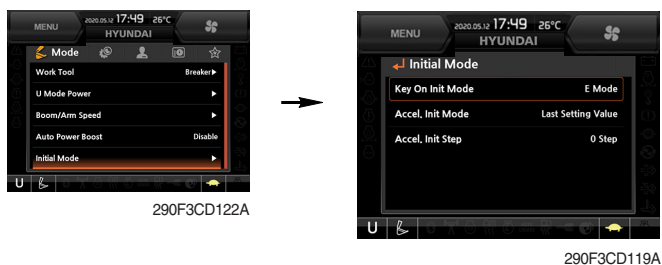 MENU
2020.05.12 17:49 26°C
HYUNDAI
Mode
Work Tool Breaker▶
U Mode Power ▶
Boom/Arm Speed ▶
Auto Power Boost Disable
Initial Mode ▶
U
290F3CD122A
MENU
2020.05.12 17:49 26°C
HYUNDAI
Initial Mode
Key On Init Mode E Mode
Accel. Init Mode Last Setting Value
Accel. Init Step 0 Step
U
290F3CD119A